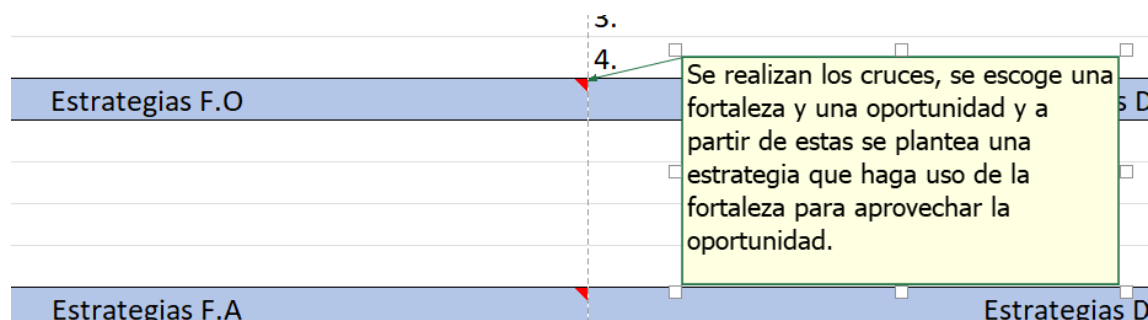 3.
4.
Estrategias F.O
Se realizan los cruces, se escoge una
fortaleza y una oportunidad y a
partir de estas se plantea una
estrategia que haga uso de la
fortaleza para aprovechar la
oportunidad.
s D
Estrategias F.A
Estrategias D